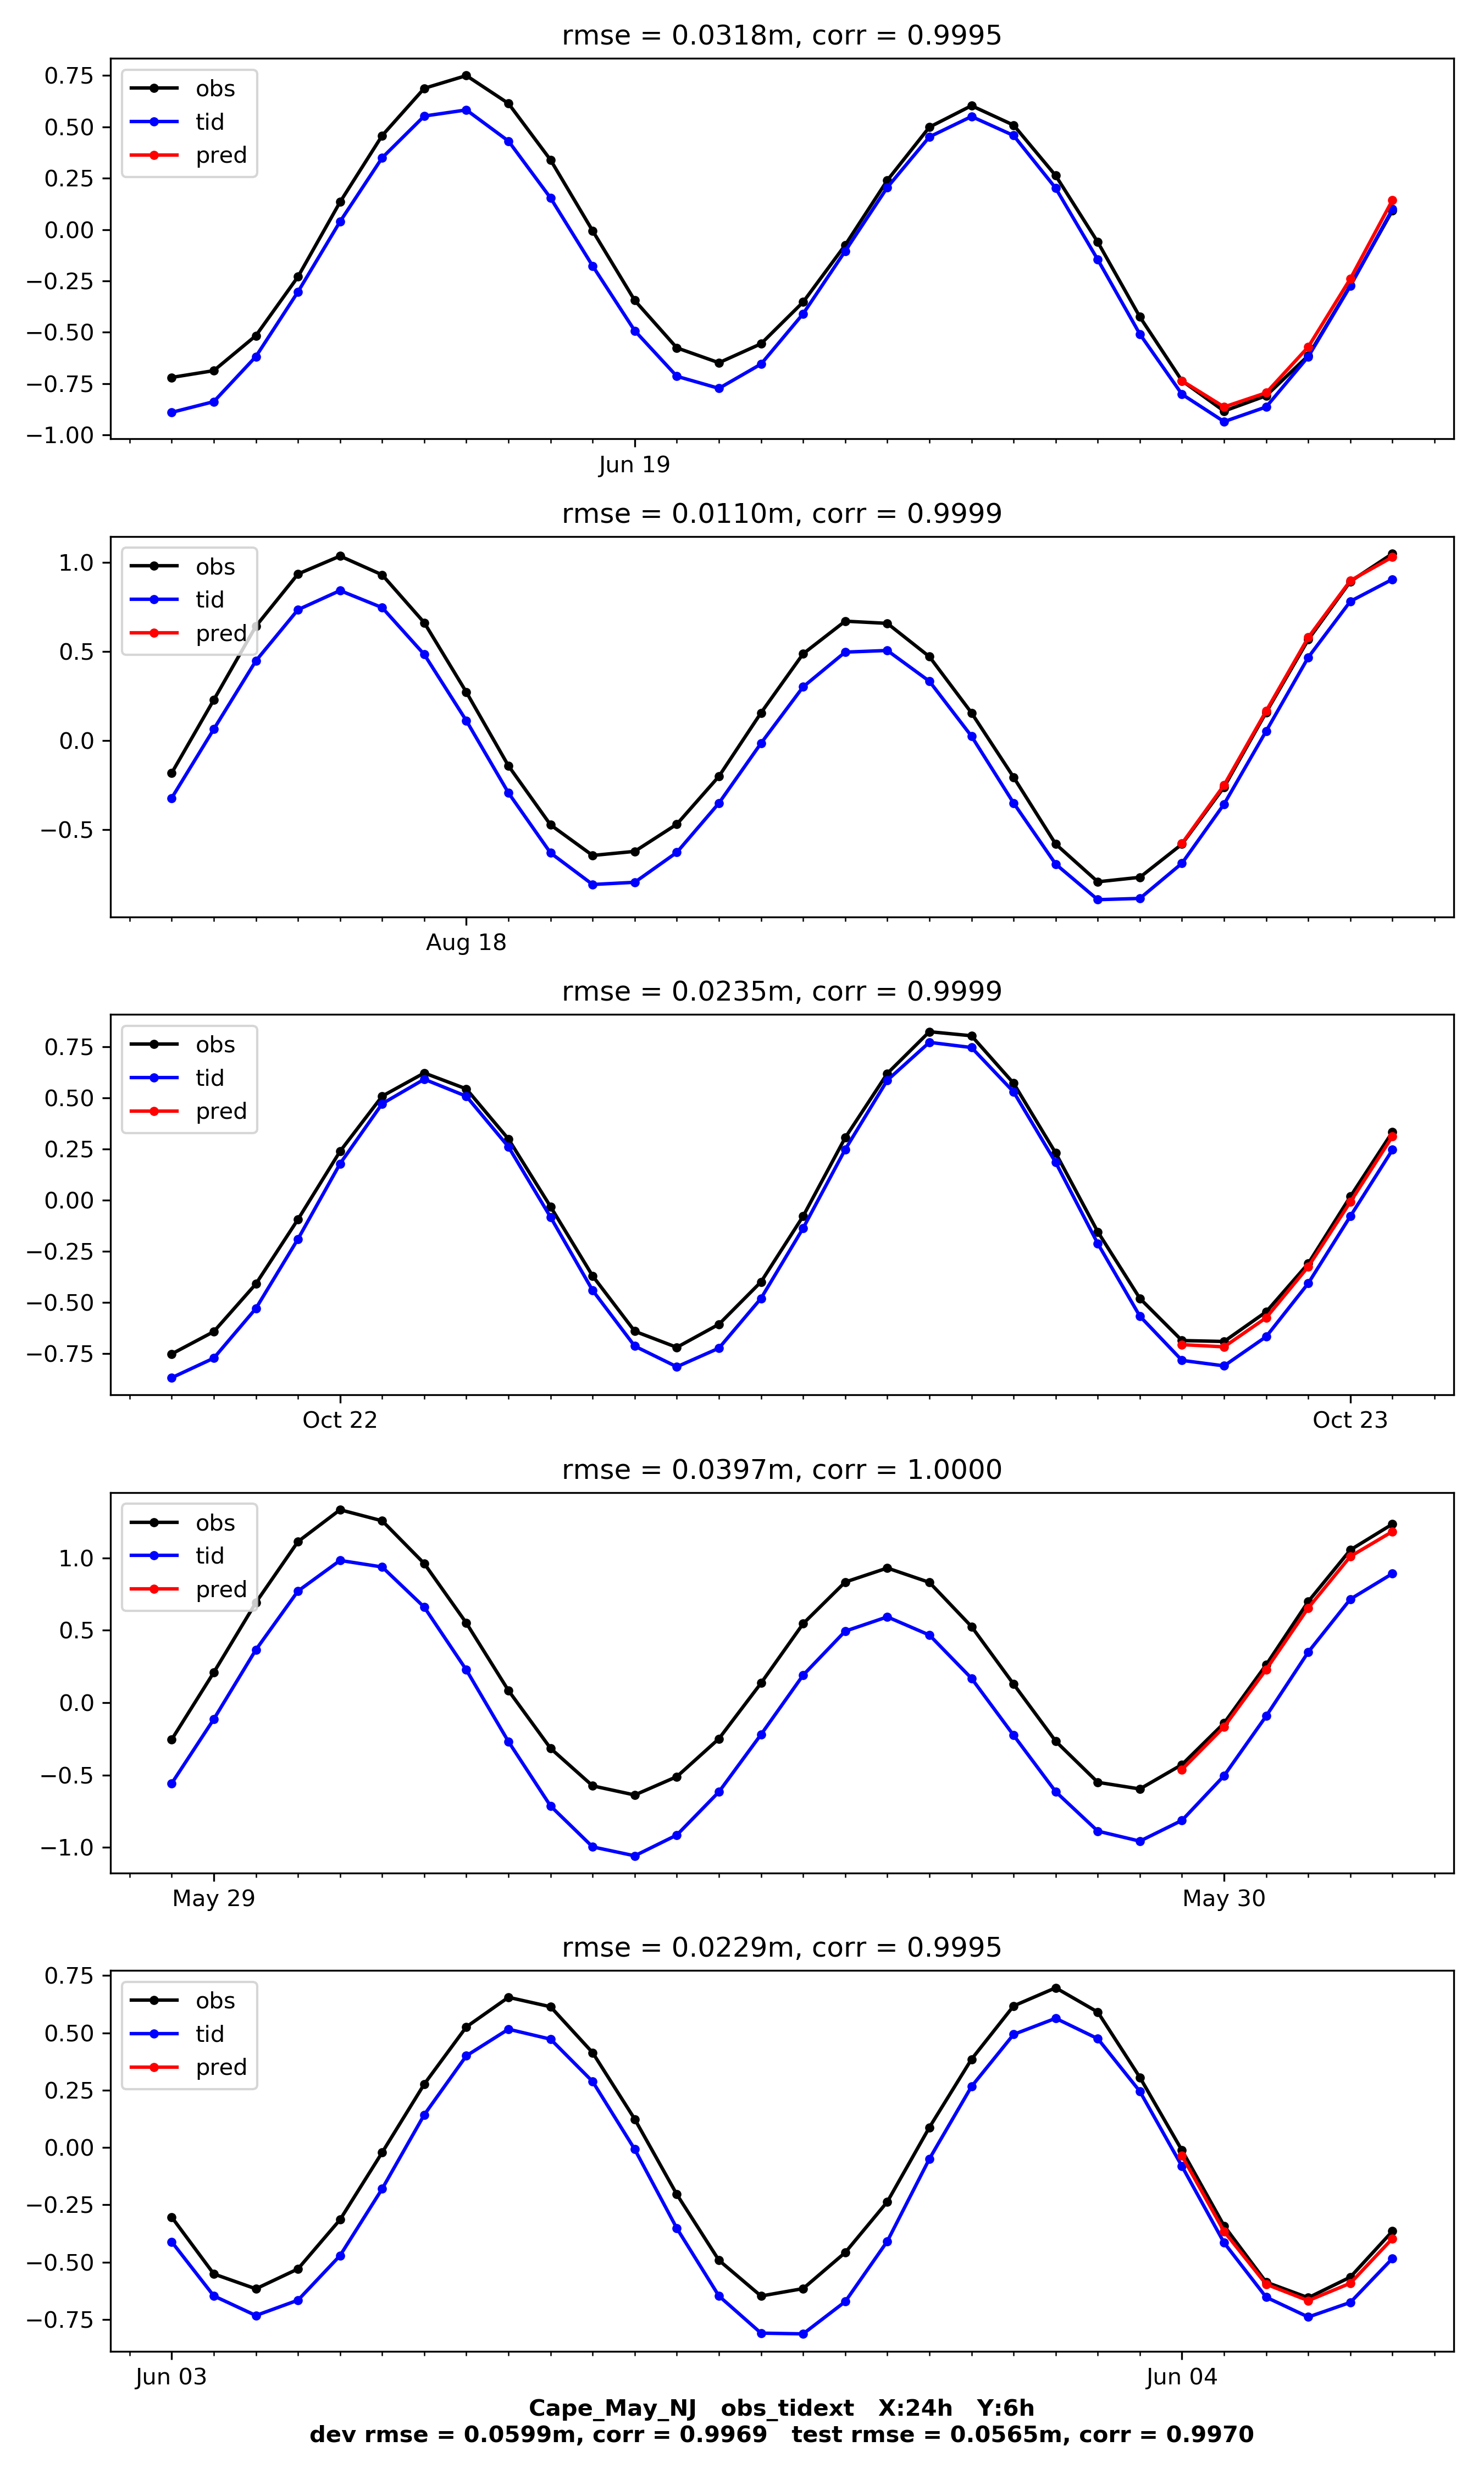 rmse = 0.0318m, corr = 0.9995
0.75
0.50
0.25
0.00
−0.25
−0.50
−0.75
−1.00
obs
tid
pred
Jun 19
rmse = 0.0110m, corr = 0.9999
1.0
0.5
0.0
−0.5
obs
tid
pred
Aug 18
rmse = 0.0235m, corr = 0.9999
0.75
0.50
0.25
0.00
−0.25
−0.50
−0.75
obs
tid
pred
Oct 22 Oct 23
rmse = 0.0397m, corr = 1.0000
1.0
0.5
0.0
−0.5
−1.0
obs
tid
pred
May 29 May 30
rmse = 0.0229m, corr = 0.9995
0.75
0.50
0.25
0.00
−0.25
−0.50
−0.75
obs
tid
pred
Jun 03 Jun 04
Cape_May_NJ obs_tidext X:24h Y:6h
dev rmse = 0.0599m, corr = 0.9969 test rmse = 0.0565m, corr = 0.9970